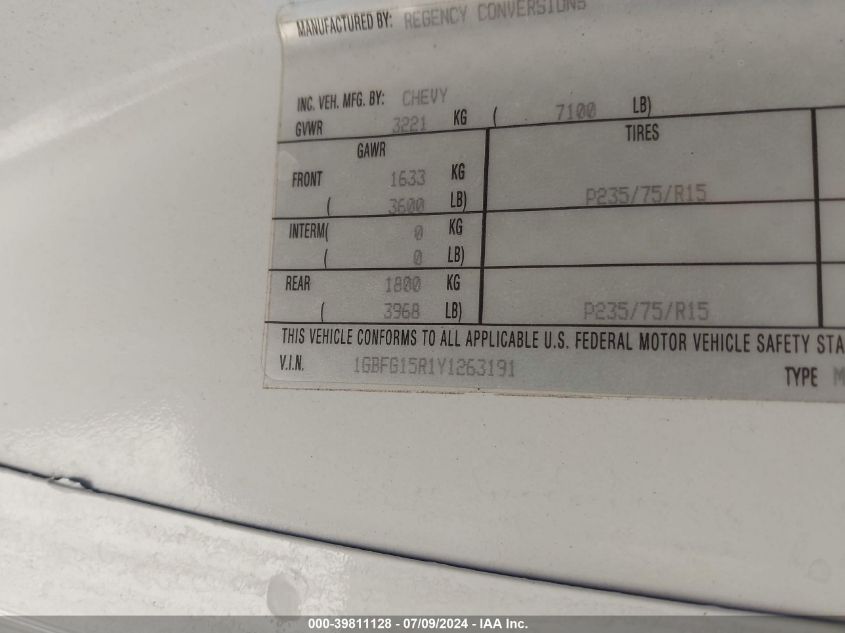 MANUFACTURED BY: REGENCY CONVERSIONS
INC. VEH. MFG. BY: CHEVY
GVWR 3221 KG ( 7100 LB)
GAWR TIRES
FRONT 1633 KG
( 3600 LB) P235/75/R15
INTERM( 0 KG
( 0 LB)
REAR 1800 KG
( 3968 LB) P235/75/R15
THIS VEHICLE CONFORMS TO ALL APPLICABLE U.S. FEDERAL MOTOR VEHICLE SAFETY STA
V.I.N. 1GBFG15R1Y1263191
TYPE M
000-39811128 - 07/09/2024 - IAA Inc.